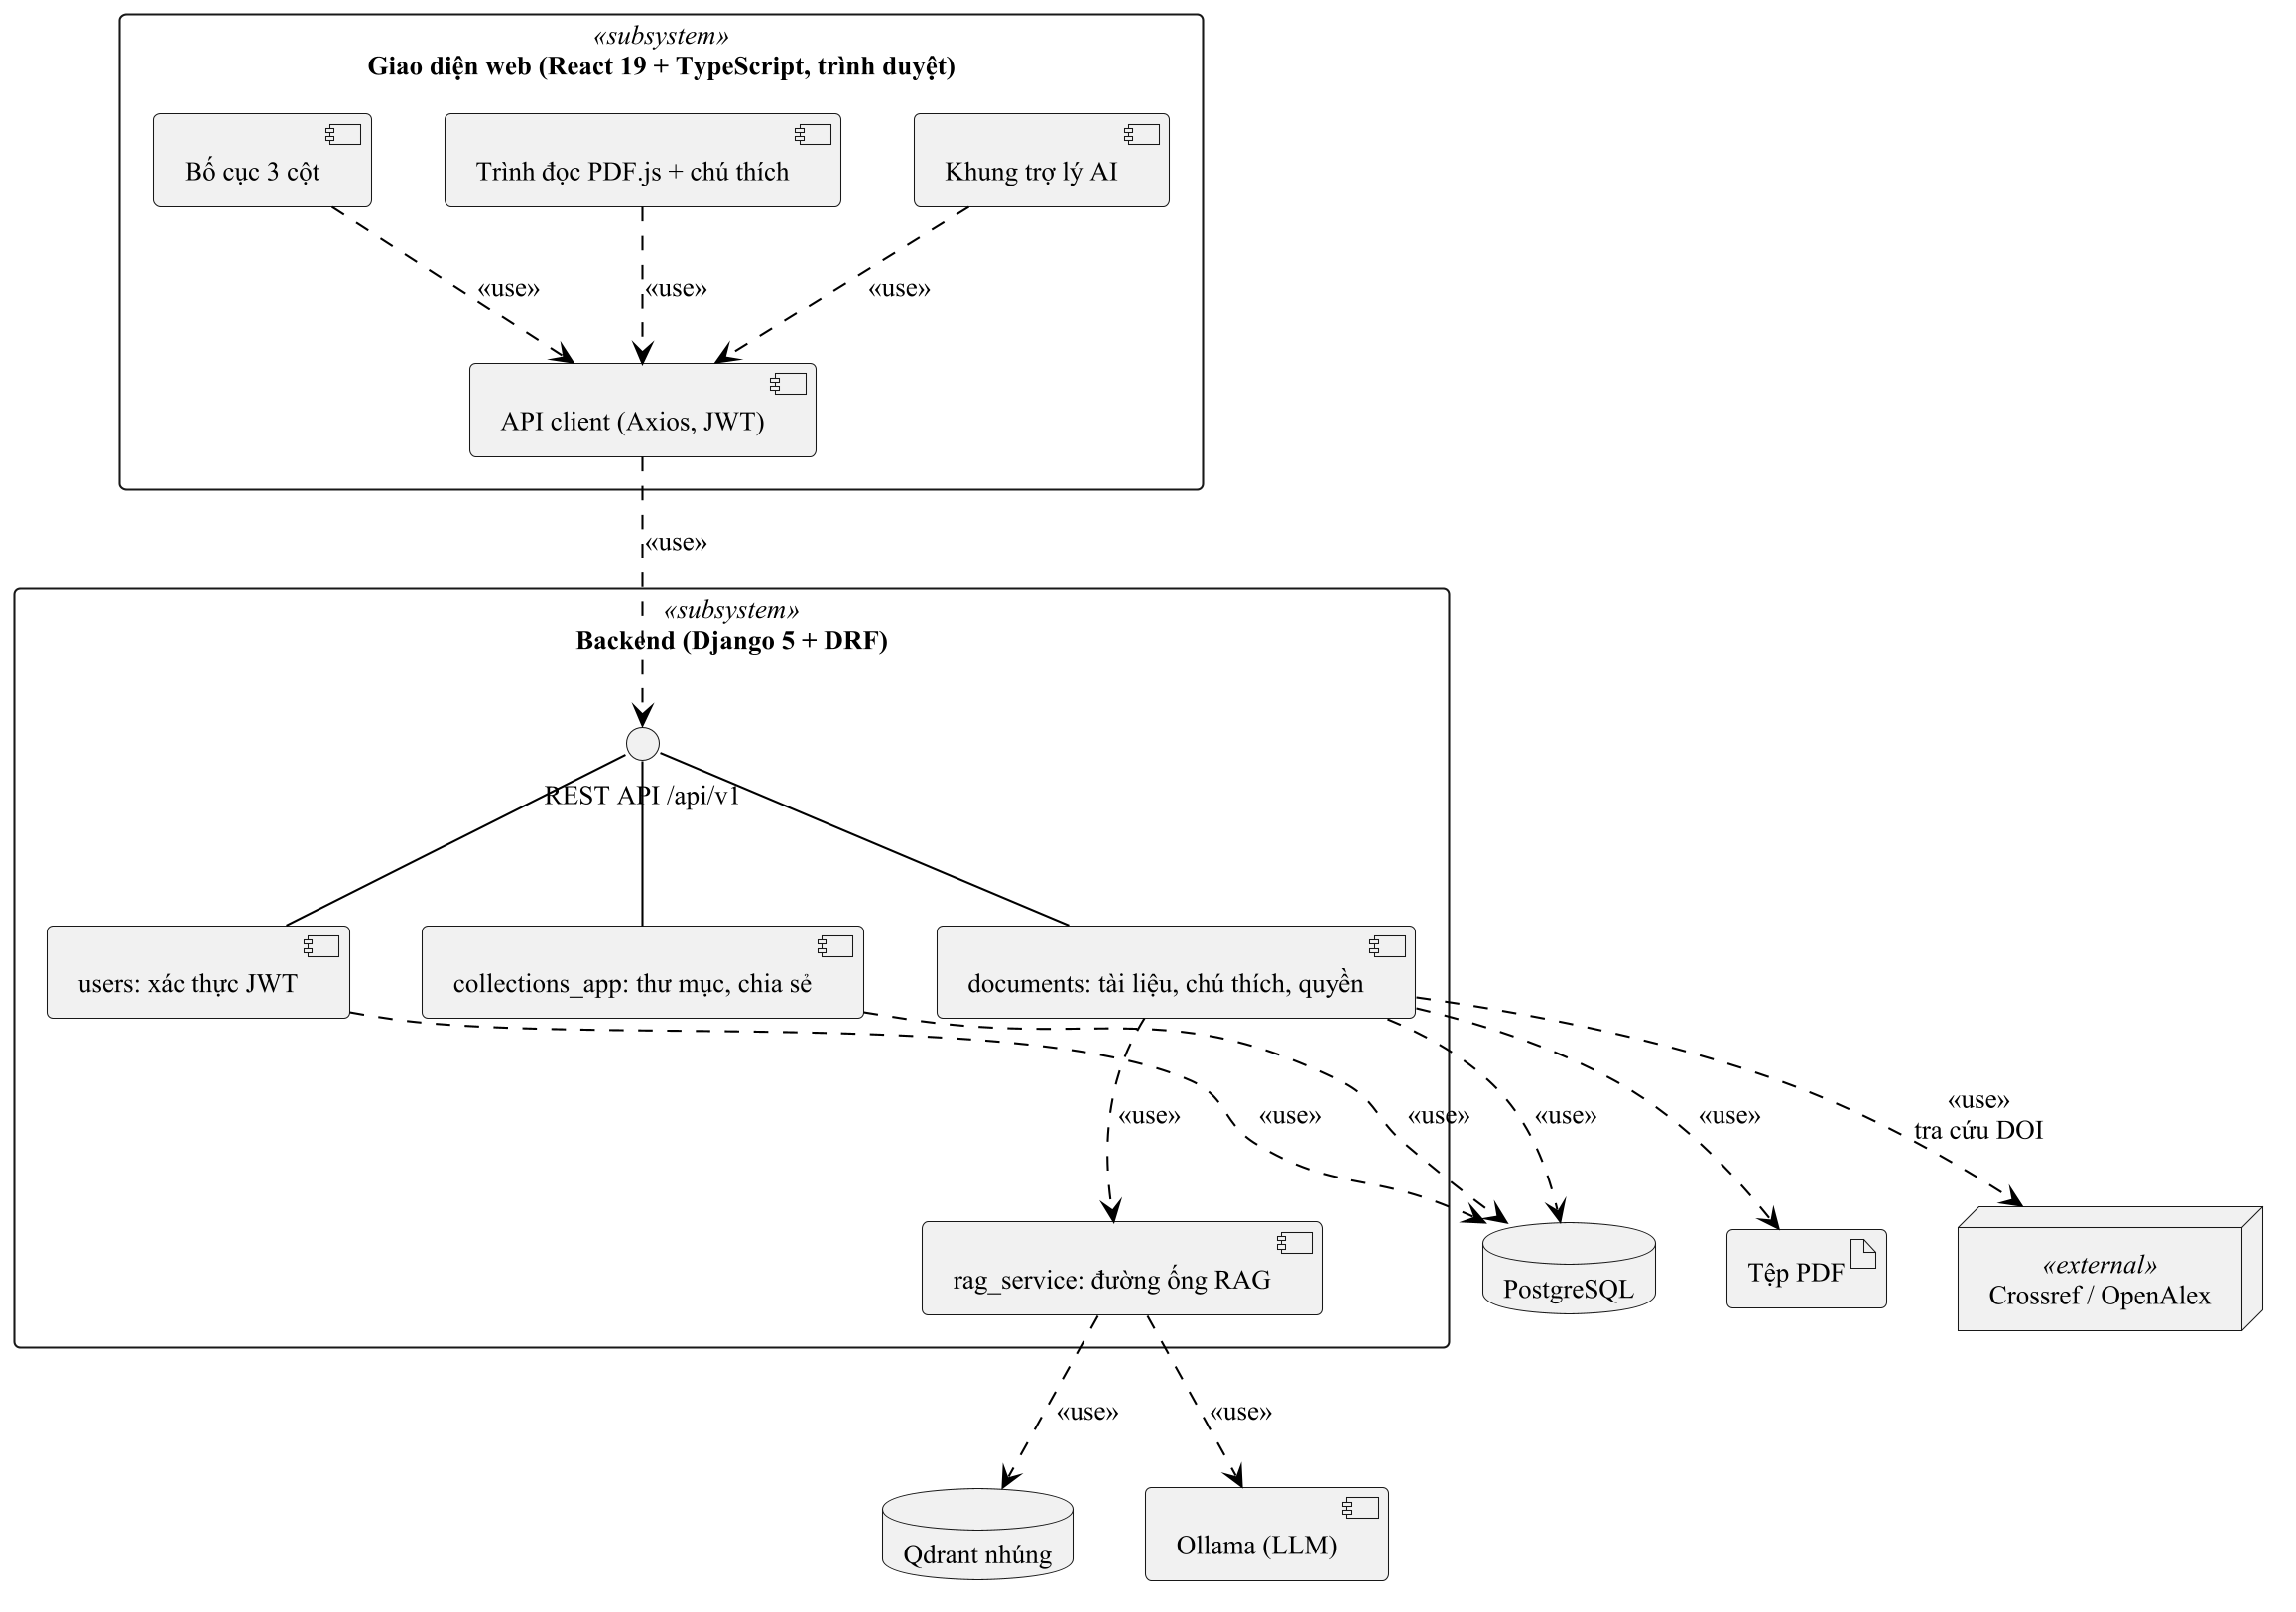 «subsystem»
Giao diện web (React 19 + TypeScript, trình duyệt)
Bố cục 3 cột
Trình đọc PDF.js + chú thích
Khung trợ lý AI
«use»
«use»
«use»
API client (Axios, JWT)
«use»
«subsystem»
Backend (Django 5 + DRF)
REST API /api/v1
users: xác thực JWT
collections_app: thư mục, chia sẻ
documents: tài liệu, chú thích, quyền
«use»
«use»
«use»
«use»
«use»
«use»
tra cứu DOI
rag_service: đường ống RAG
PostgreSQL
Tệp PDF
«external»
Crossref / OpenAlex
«use»
«use»
Qdrant nhúng
Ollama (LLM)